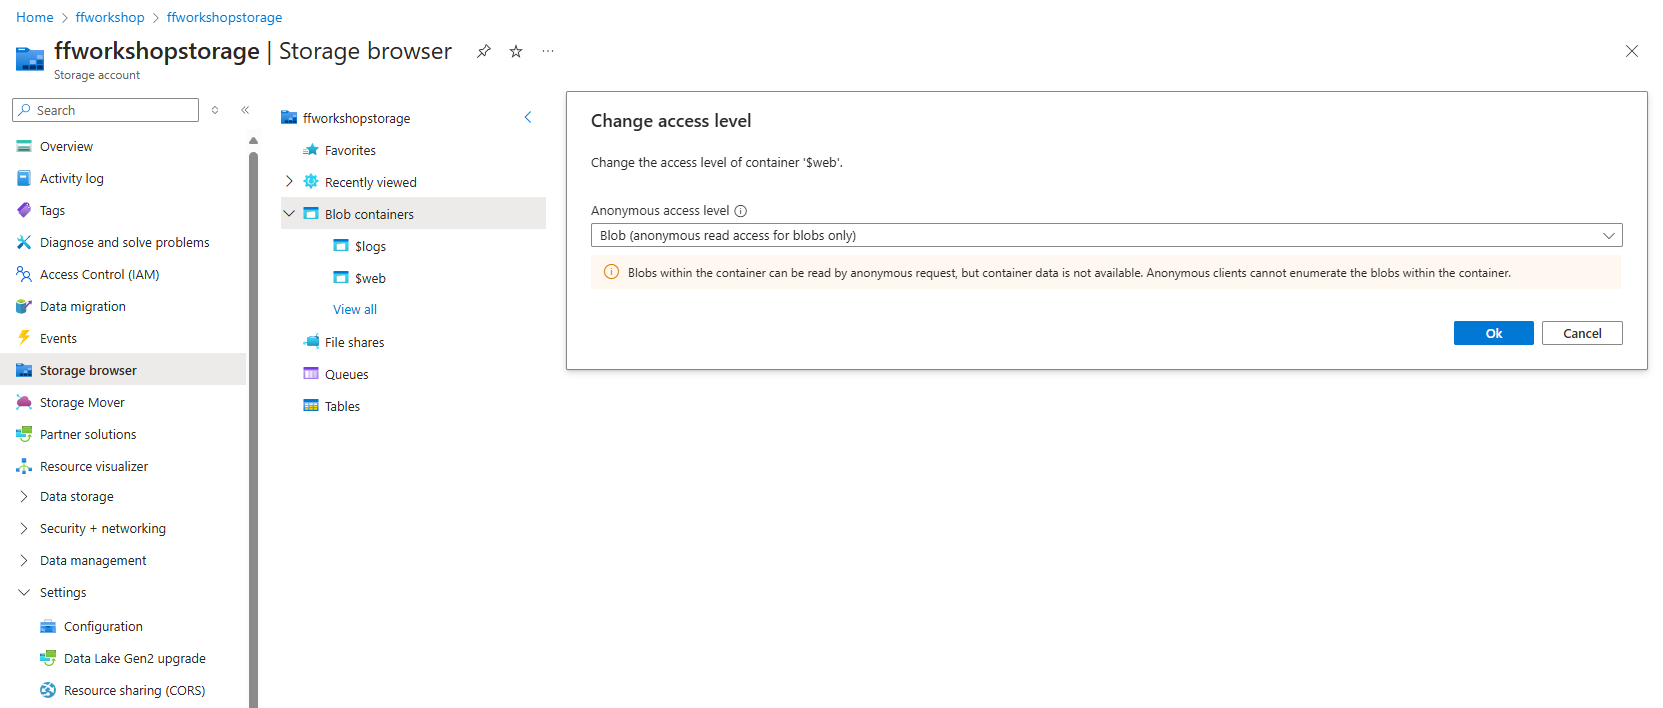 Home > ffworkshop > ffworkshopstorage
ffworkshopstorage | Storage browser
Storage account
Search
Overview
Activity log
Tags
Diagnose and solve problems
Access Control (IAM)
Data migration
Events
Storage browser
Storage Mover
Partner solutions
Resource visualizer
Data storage
Security + networking
Data management
Settings
Configuration
Data Lake Gen2 upgrade
Resource sharing (CORS)
ffworkshopstorage
Favorites
Recently viewed
Blob containers
$logs
$web
View all
File shares
Queues
Tables
Change access level
Change the access level of container '$web'.
Anonymous access level
Blob (anonymous read access for blobs only)
Blobs within the container can be read by anonymous request, but container data is not available. Anonymous clients cannot enumerate the blobs within the container.
Ok
Cancel